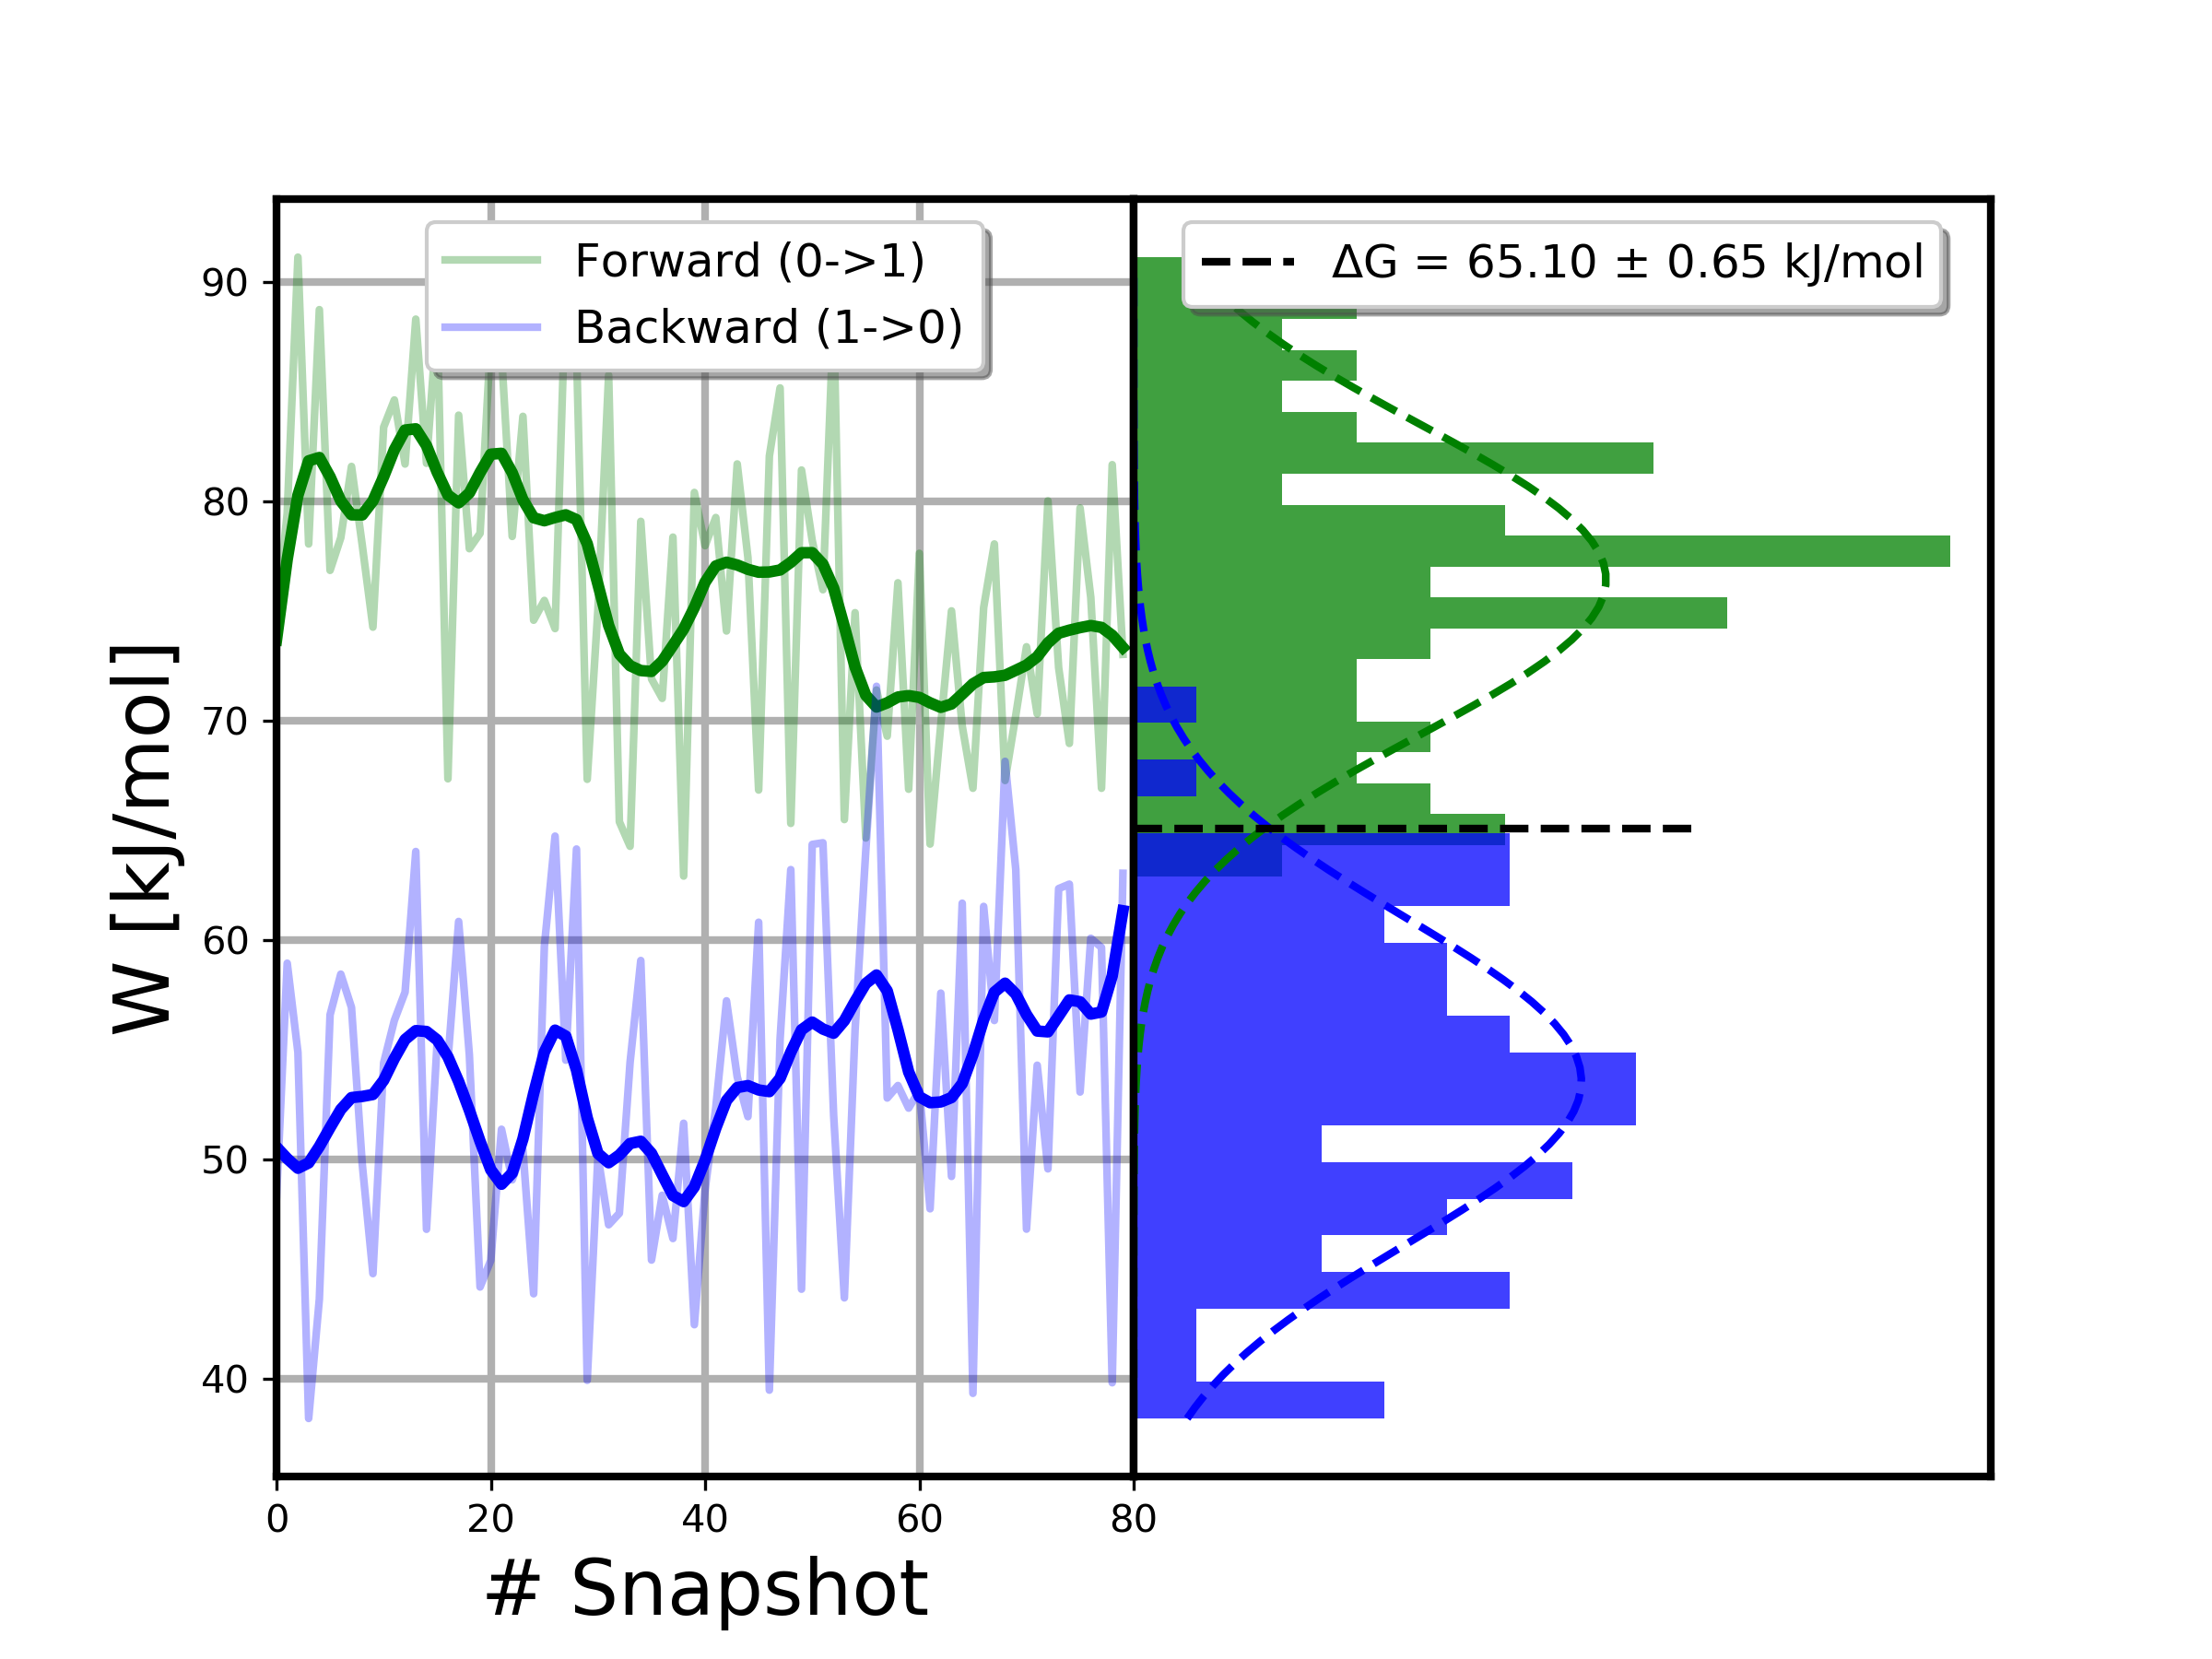 Forward (0->1)
Backward (1->0)
ΔG = 65.10 ± 0.65 kJ/mol
W [kJ/mol]
90
80
70
60
50
40
0
20
40
60
80
# Snapshot